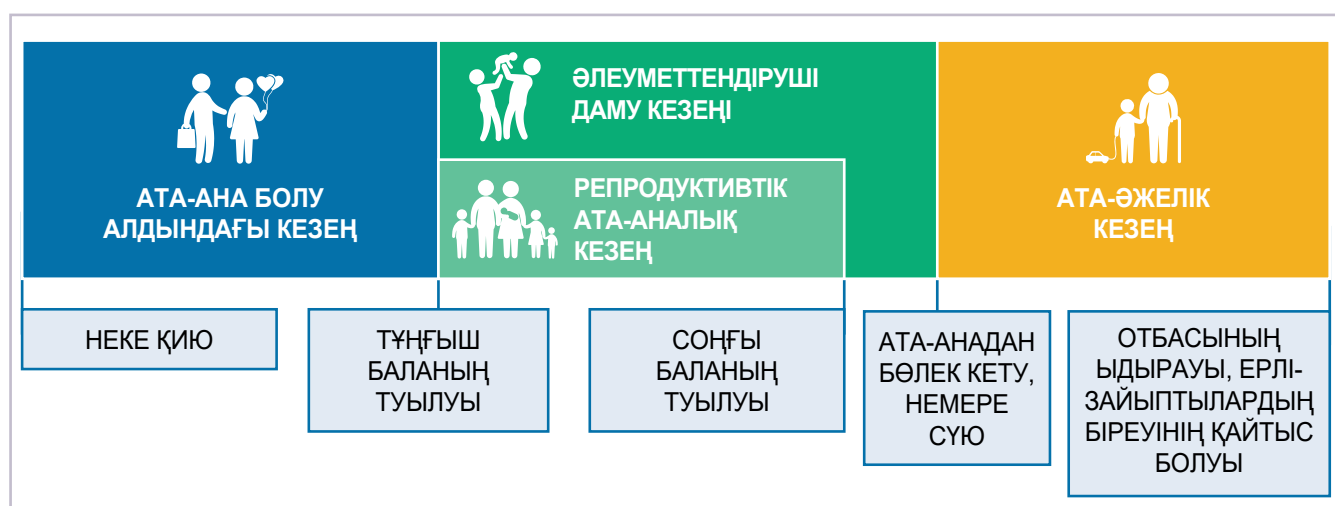 АТА-АНА БОЛУ
АЛДЫНДАҒЫ КЕЗЕҢ
ӘЛЕУМЕТТЕНДІРУШІ
ДАМУ КЕЗЕҢІ
РЕПРОДУКТИВТІК
АТА-АНАЛЫҚ
КЕЗЕҢ
АТА-ӘЖЕЛІК
КЕЗЕҢ
НЕКЕ ҚИЮ
ТҰҢҒЫШ
БАЛАНЫҢ
ТУЫЛУЫ
СОҢҒЫ
БАЛАНЫҢ
ТУЫЛУЫ
АТА-АНАДАН
БӨЛЕК КЕТУ,
НЕМЕРЕ
СҮЮ
ОТБАСЫНЫҢ
ЫДЫРАУЫ, ЕРЛІ-
ЗАЙЫПТЫЛАРДЫҢ
БІРЕУІНІҢ ҚАЙТЫС
БОЛУЫ